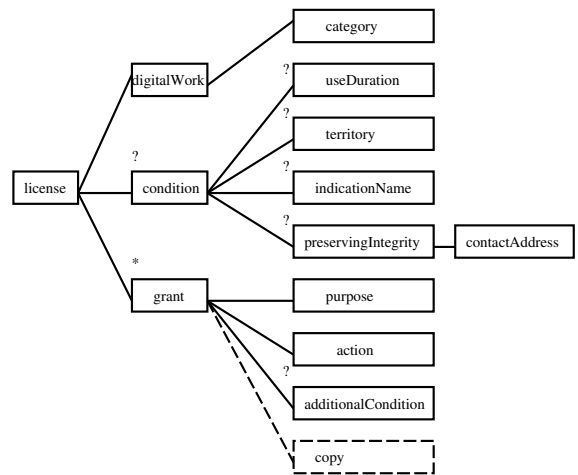 category
digitalWork
?
useDuration
?
territory
?
condition
?
indicationName
license
?
preservingIntegrity
contactAddress
*
grant
purpose
action
?
additionalCondition
copy